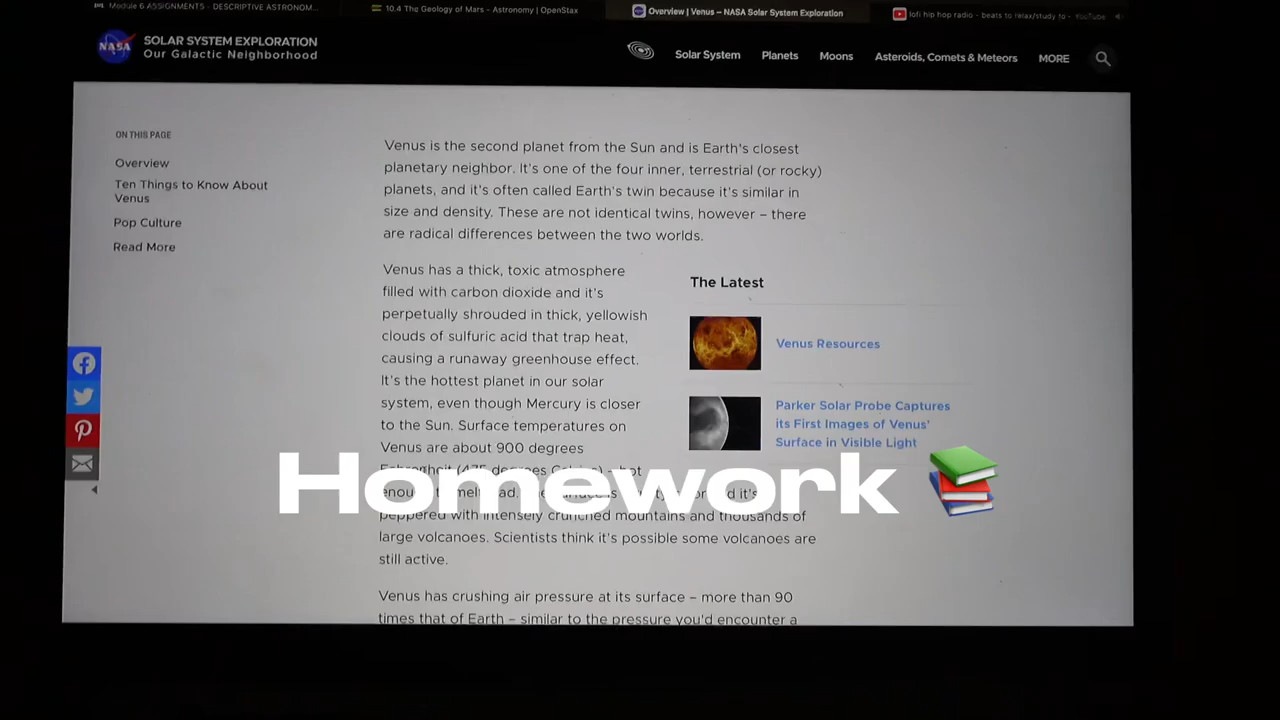 Module 6 ASSIGNMENTS - DESCRIPTIVE ASTRONOM...
10.4 The Geology of Mars - Astronomy | OpenStax
Overview | Venus – NASA Solar System Exploration
lofi hip hop radio - beats to relax/study to - YouTube
NASA
SOLAR SYSTEM EXPLORATION
Our Galactic Neighborhood
Solar System
Planets
Moons
Asteroids, Comets & Meteors
MORE
ON THIS PAGE
Overview
Ten Things to Know About
Venus
Pop Culture
Read More
Venus is the second planet from the Sun and is Earth's closest
planetary neighbor. It's one of the four inner, terrestrial (or rocky)
planets, and it's often called Earth's twin because it's similar in
size and density. These are not identical twins, however – there
are radical differences between the two worlds.
Venus has a thick, toxic atmosphere
filled with carbon dioxide and it's
perpetually shrouded in thick, yellowish
clouds of sulfuric acid that trap heat,
causing a runaway greenhouse effect.
It's the hottest planet in our solar
system, even though Mercury is closer
to the Sun. Surface temperatures on
Venus are about 900 degrees
Fahrenheit (475 degrees Celsius) – hot
peppered with intensely crunched mountains and thousands of
large volcanoes. Scientists think it's possible some volcanoes are
still active.
Venus has crushing air pressure at its surface – more than 90
times that of Earth – similar to the pressure you'd encounter a
The Latest
Venus Resources
Parker Solar Probe Captures
its First Images of Venus'
Surface in Visible Light
Homework